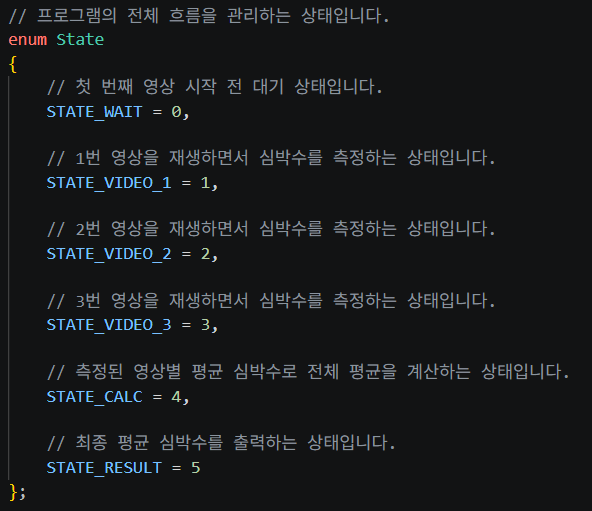 // 프로그램의 전체 흐름을 관리하는 상태입니다.
enum State
{
// 첫 번째 영상 시작 전 대기 상태입니다.
STATE_WAIT = 0,
// 1번 영상을 재생하면서 심박수를 측정하는 상태입니다.
STATE_VIDEO_1 = 1,
// 2번 영상을 재생하면서 심박수를 측정하는 상태입니다.
STATE_VIDEO_2 = 2,
// 3번 영상을 재생하면서 심박수를 측정하는 상태입니다.
STATE_VIDEO_3 = 3,
// 측정된 영상별 평균 심박수로 전체 평균을 계산하는 상태입니다.
STATE_CALC = 4,
// 최종 평균 심박수를 출력하는 상태입니다.
STATE_RESULT = 5
};